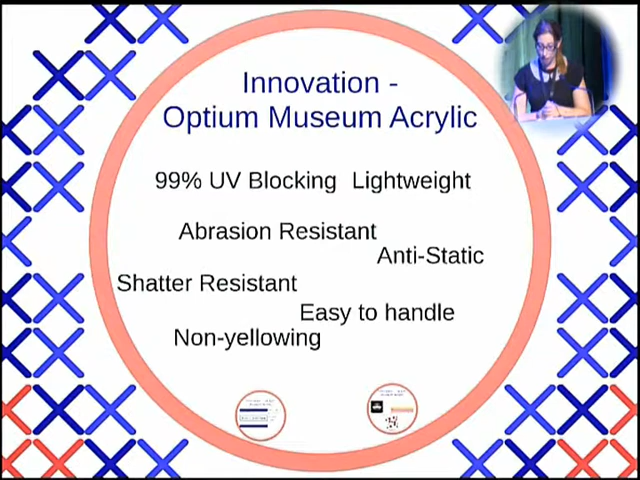 Innovation -
Optium Museum Acrylic
99% UV Blocking Lightweight
Abrasion Resistant
Anti-Static
Shatter Resistant
Easy to handle
Non-yellowing